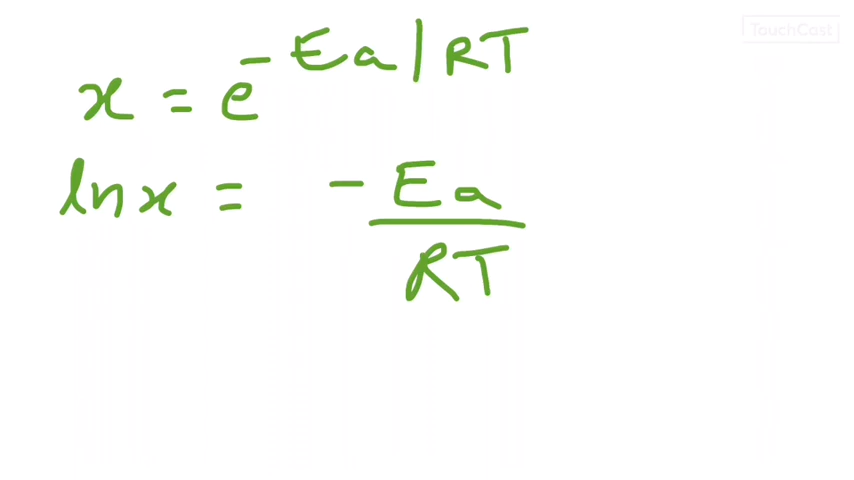 TouchCast
x = e^-Ea|RT
ln x = -Ea/RT